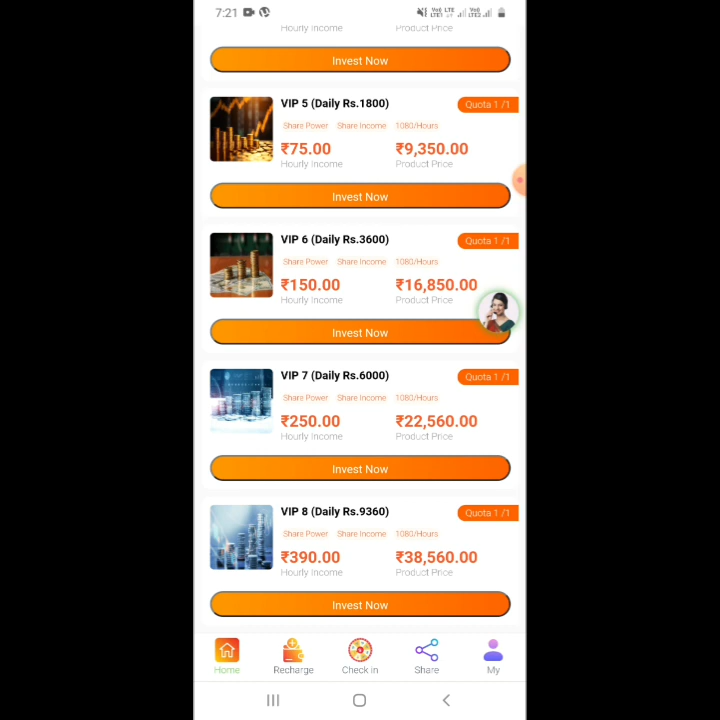 7:21
Vo) LTE LTE1
Vo) LTE2
Hourly Income Product Price
Invest Now
VIP 5 (Daily Rs.1800) Quota 1 /1
Share Power Share Income 1080/Hours
₹75.00 ₹9,350.00
Hourly Income Product Price
Invest Now
VIP 6 (Daily Rs.3600) Quota 1 /1
Share Power Share Income 1080/Hours
₹150.00 ₹16,850.00
Hourly Income Product Price
Invest Now
VIP 7 (Daily Rs.6000) Quota 1 /1
Share Power Share Income 1080/Hours
₹250.00 ₹22,560.00
Hourly Income Product Price
Invest Now
VIP 8 (Daily Rs.9360) Quota 1 /1
Share Power Share Income 1080/Hours
₹390.00 ₹38,560.00
Hourly Income Product Price
Invest Now
Home Recharge Check in Share My